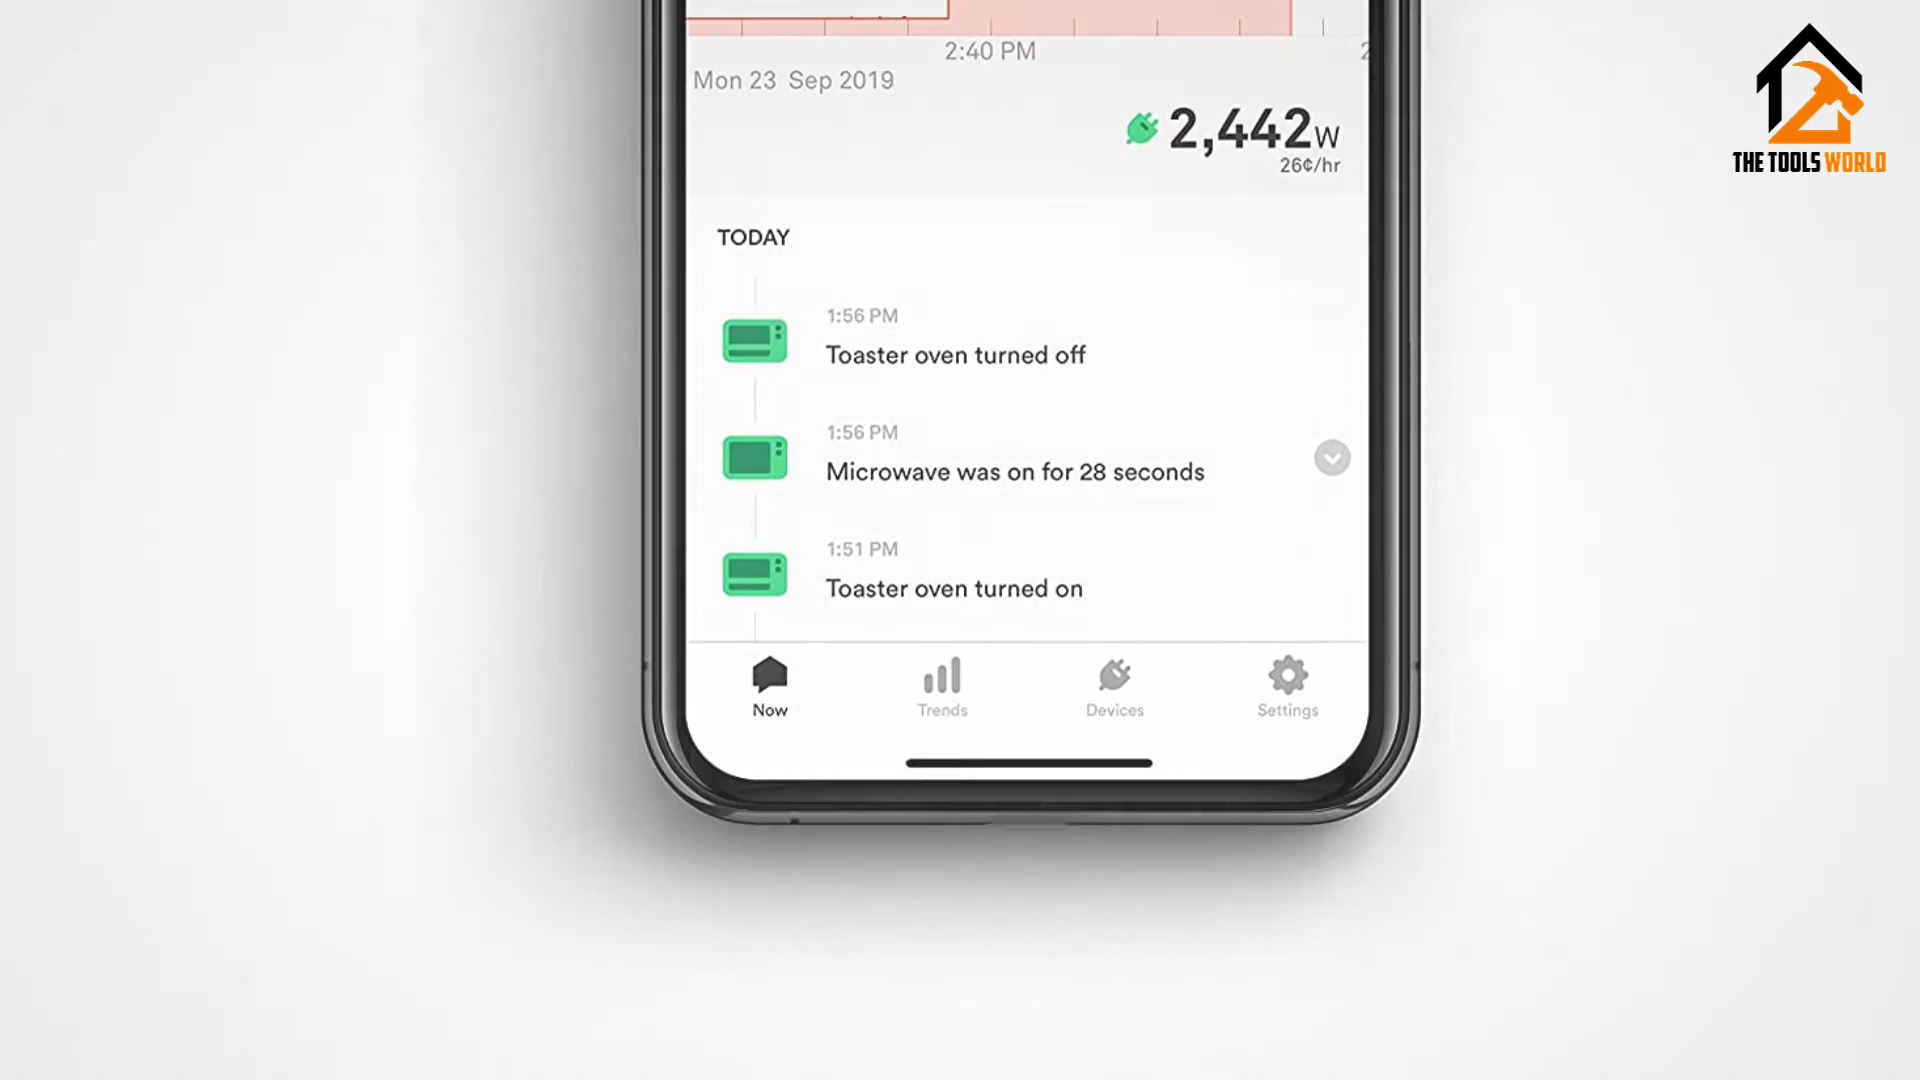 2:40 PM
Mon 23 Sep 2019
2,442W
26¢/hr
TODAY
1:56 PM
Toaster oven turned off
1:56 PM
Microwave was on for 28 seconds
1:51 PM
Toaster oven turned on
Now
Trends
Devices
Settings
THE TOOLS WORLD